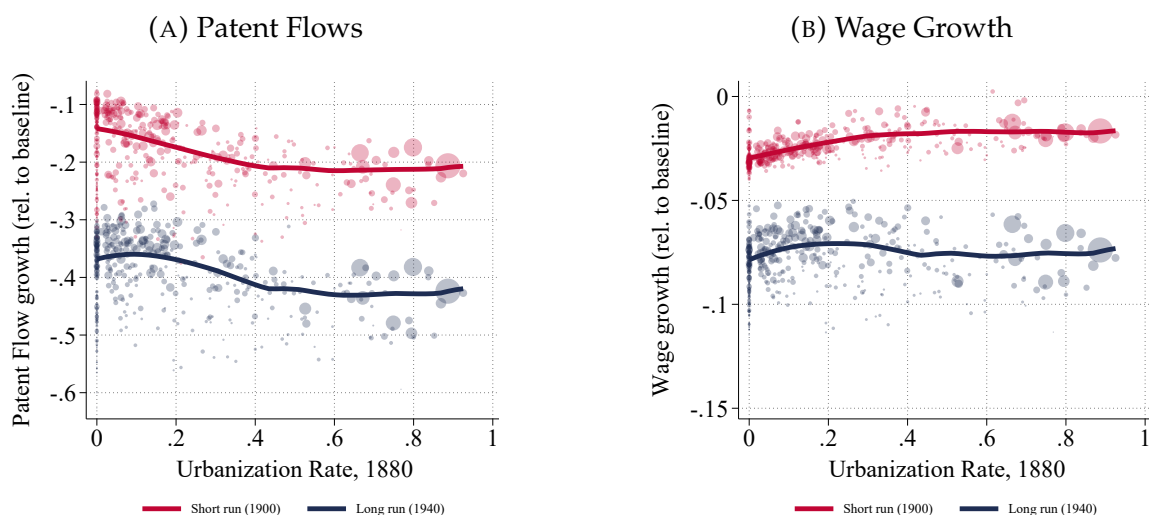 (A) Patent Flows
Patent Flow growth (rel. to baseline)
-.1
-.2
-.3
-.4
-.5
-.6
0 .2 .4 .6 .8 1
Urbanization Rate, 1880
Short run (1900) Long run (1940)
(B) Wage Growth
Wage growth (rel. to baseline)
0
-.05
-.1
-.15
0 .2 .4 .6 .8 1
Urbanization Rate, 1880
Short run (1900) Long run (1940)